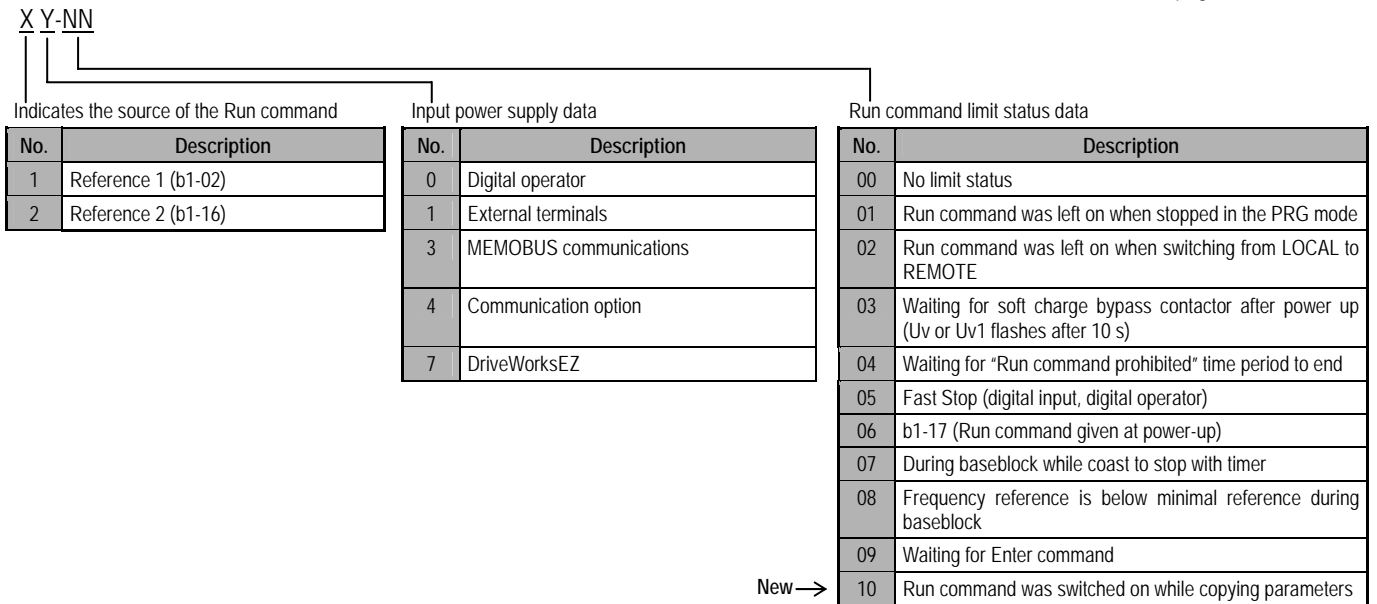 X Y-NN
Indicates the source of the Run command
No. Description
1 Reference 1 (b1-02)
2 Reference 2 (b1-16)
Input power supply data
No. Description
0 Digital operator
1 External terminals
3 MEMOBUS communications
4 Communication option
7 DriveWorksEZ
Run command limit status data
No. Description
00 No limit status
01 Run command was left on when stopped in the PRG mode
02 Run command was left on when switching from LOCAL to
REMOTE
03 Waiting for soft charge bypass contactor after power up
(Uv or Uv1 flashes after 10 s)
04 Waiting for “Run command prohibited” time period to end
05 Fast Stop (digital input, digital operator)
06 b1-17 (Run command given at power-up)
07 During baseblock while coast to stop with timer
08 Frequency reference is below minimal reference during
baseblock
09 Waiting for Enter command
New → 10 Run command was switched on while copying parameters